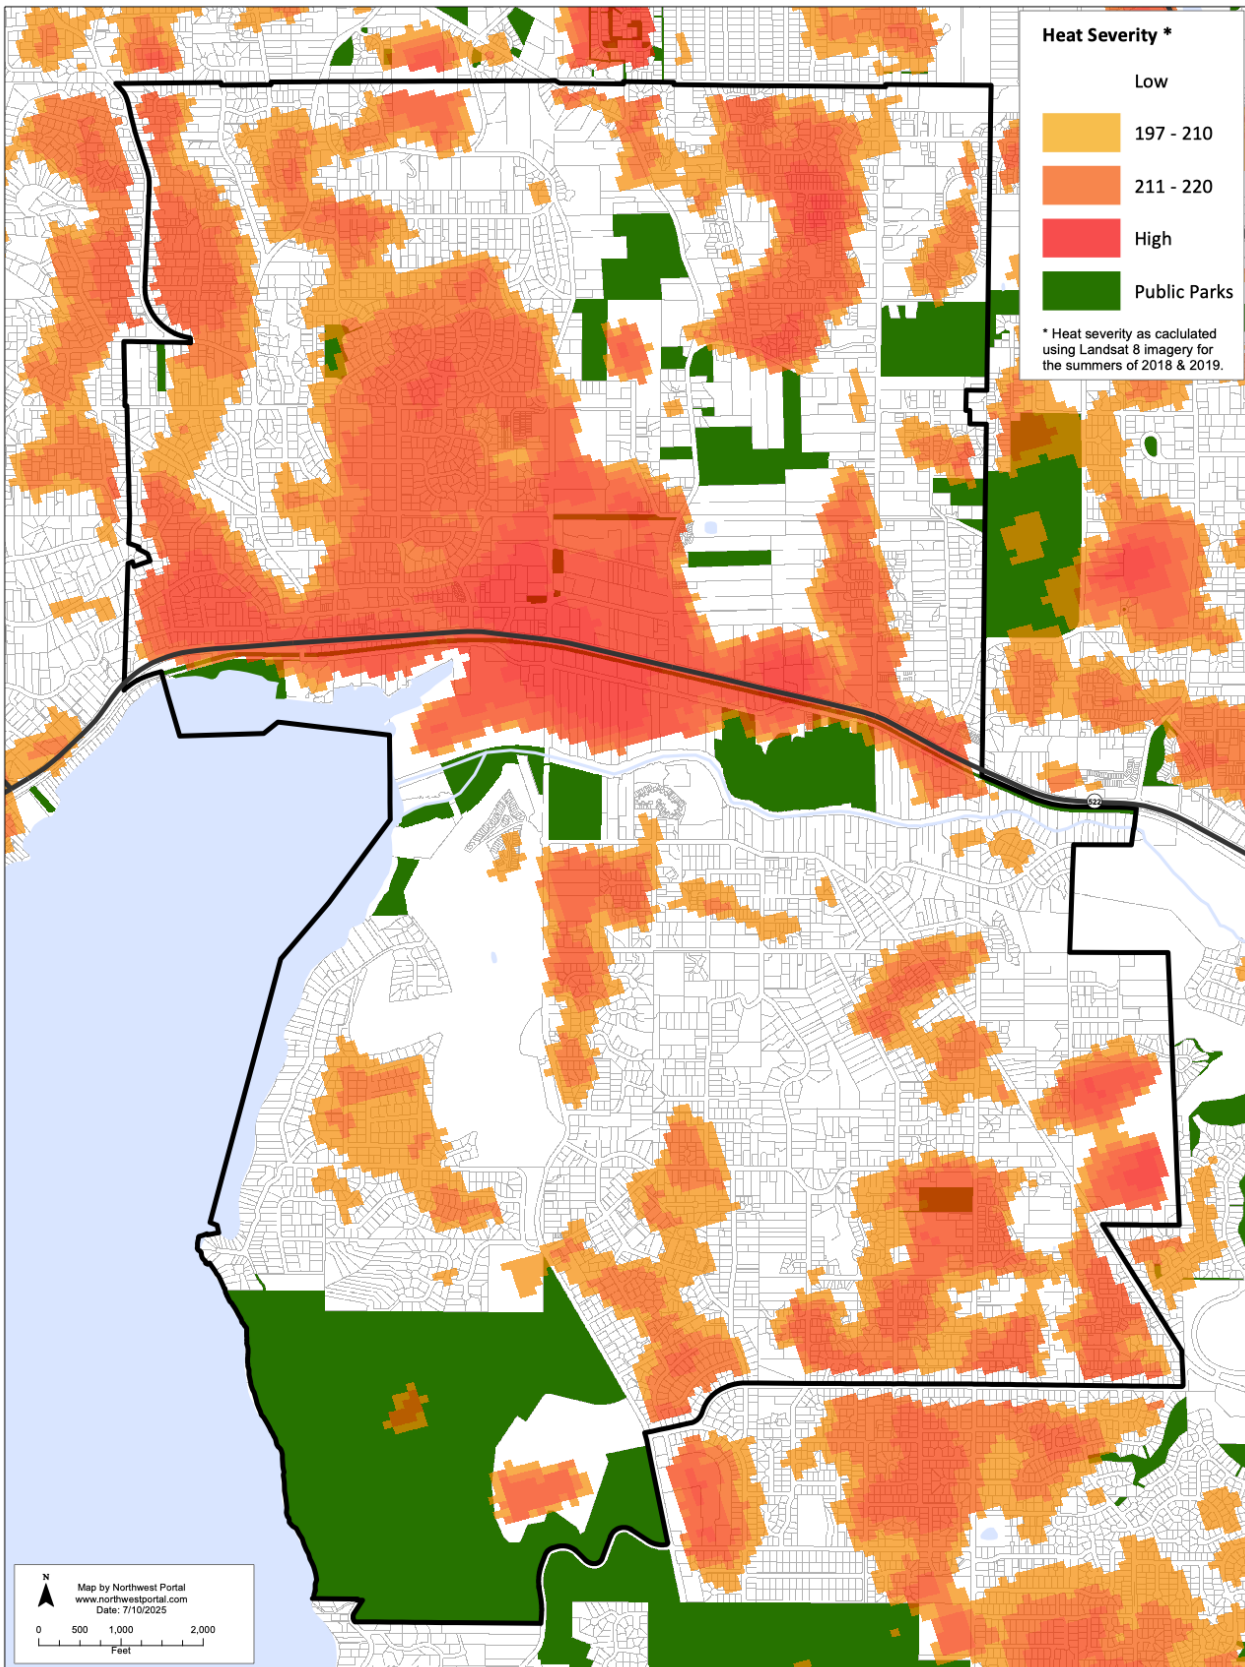 Heat Severity *
Low
197 - 210
211 - 220
High
Public Parks
* Heat severity as caclulated
using Landsat 8 imagery for
the summers of 2018 & 2019.
522
N
Map by Northwest Portal
www.northwestportal.com
Date: 7/10/2025
0 500 1,000 2,000
Feet